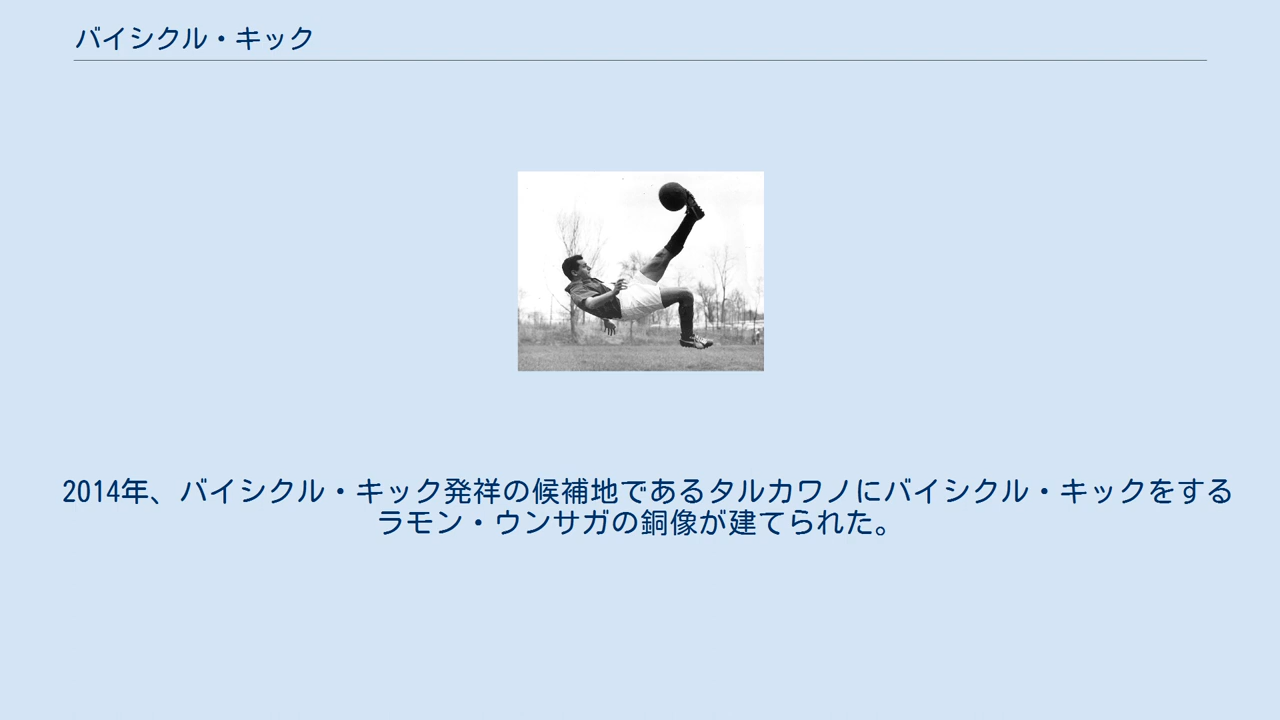 バイシクル・キック
2014年、バイシクル・キック発祥の候補地であるタルカワノにバイシクル・キックをする
ラモン・ウンサガの銅像が建てられた。